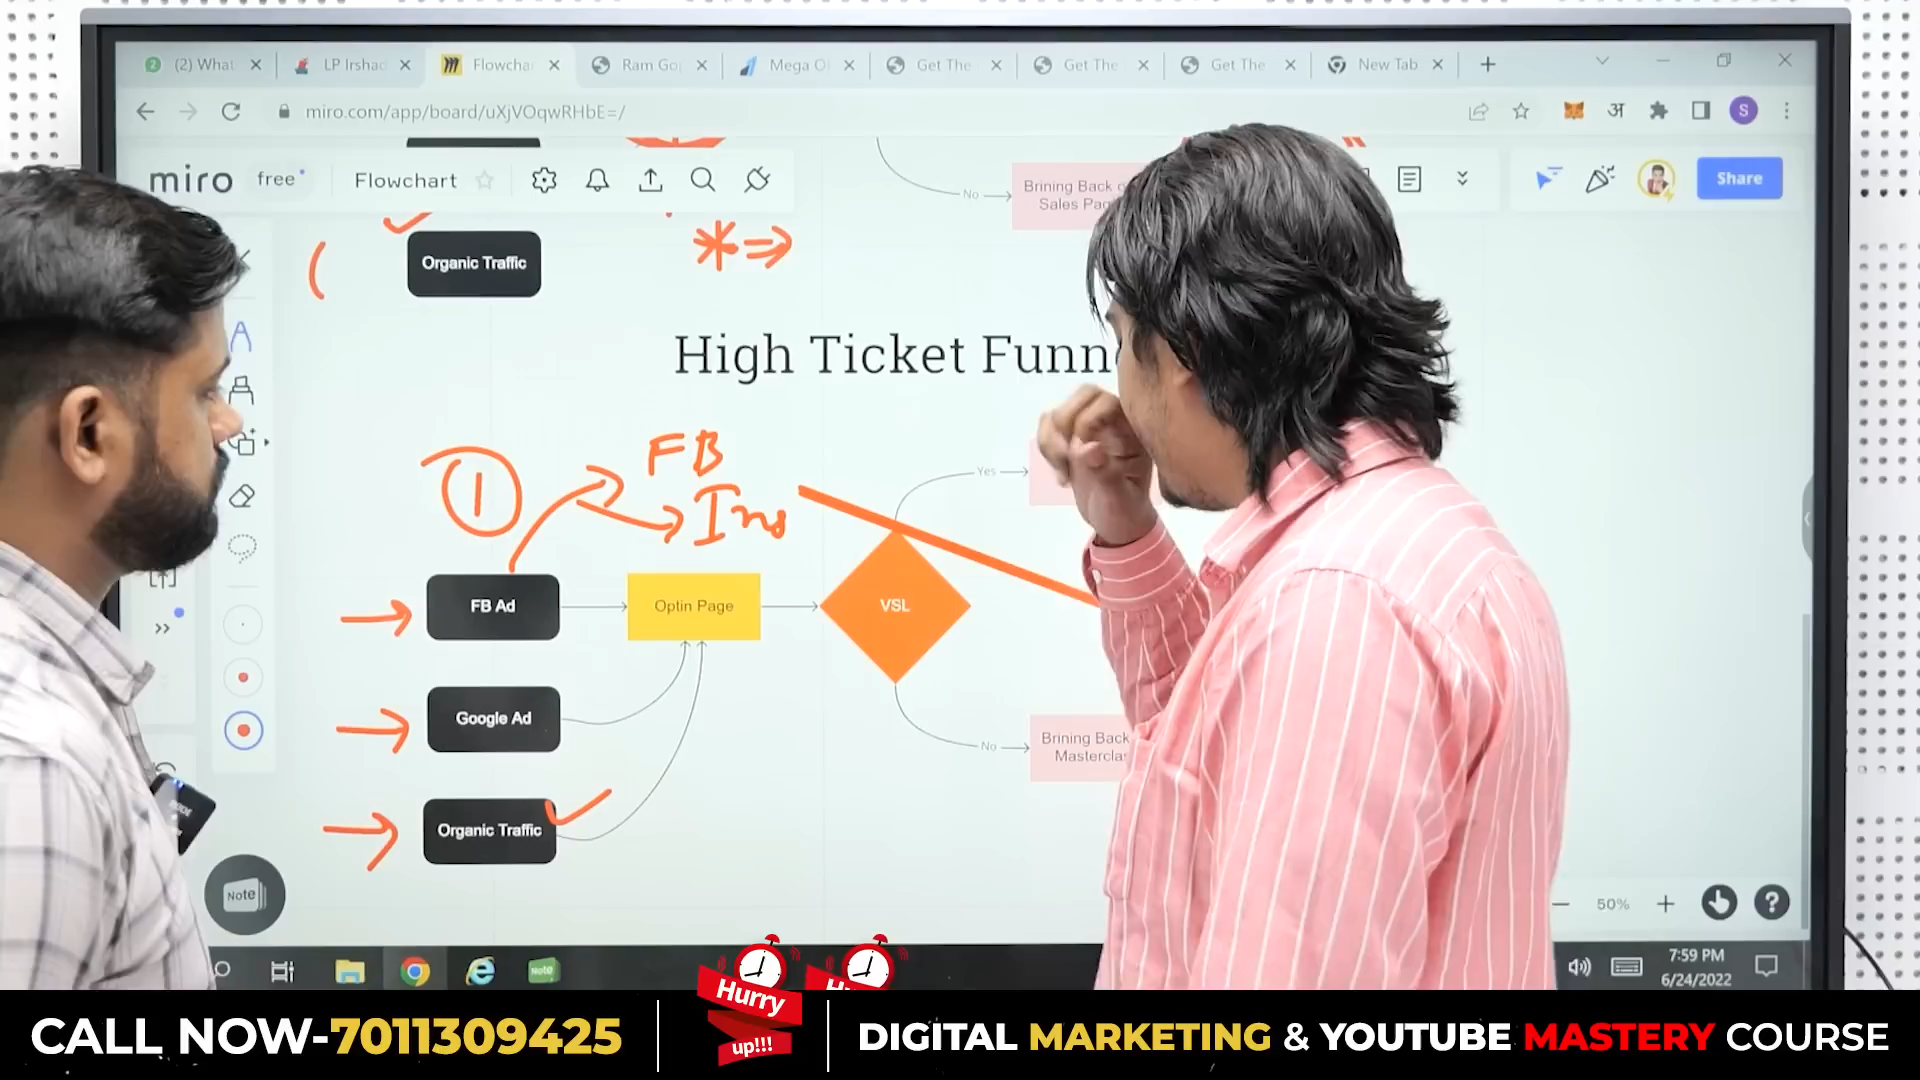 (2) What
LP Irshad
Flowcha
Ram Go
Mega O
Get The
Get The
Get The
New Tab
miro.com/app/board/uXjVOqwRHbE=/
अ
S
miro
free
Flowchart
Share
No
Brining Back
Sales Pag
Organic Traffic
High Ticket Funn
1
FB
Ins
Yes
FB Ad
Optin Page
VSL
Google Ad
No
Brining Back
Mastercla
Organic Traffic
Note
50%
Note
7:59 PM
6/24/2022
Hurry
up!!!
CALL NOW-7011309425
DIGITAL MARKETING & YOUTUBE MASTERY COURSE